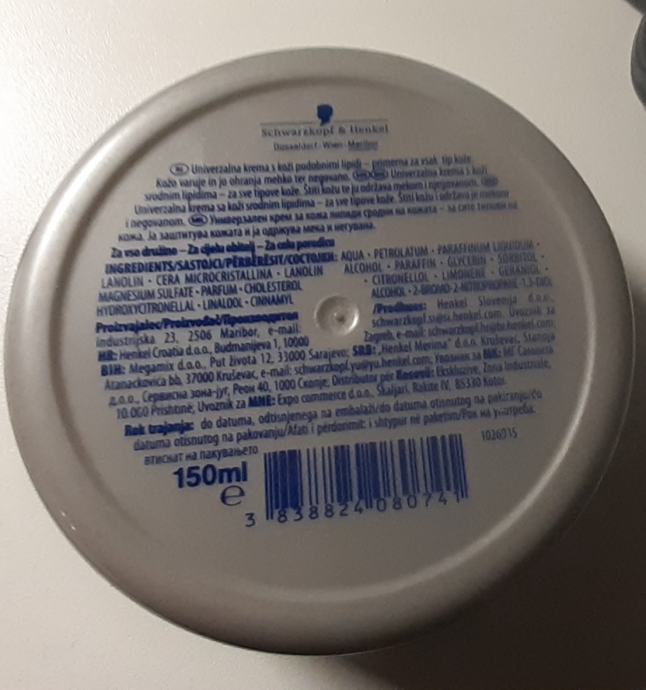 Schwarzkopf & Henkel
Düsseldorf · Wien · Maribor
Univerzalna krema s koži podobnimi lipidi – primerna za vsak tip kože.
Kožo varuje in jo ohranja mehko ter negovano. Univerzalna krema s koži
srodnim lipidima – za sve tipove kože. Štiti kožu te ju održava mekom i njegovanom.
Univerzalna krema sa koži srodnim lipidima – za sve tipove kože. Štiti kožu i održava je mekom
i negovanom. Универзален крем за кожа липиди сродни на кожата – за сите типови на
кожа. Ја заштитува кожата и ја одржува мека и негувана.
Za vso družino – Za cijelu obitelj – Za celu porodicu
INGREDIENTS/SASTOJCI/PËRBËRËSIT/СОСТОЈЦИ: AQUA · PETROLATUM · PARAFFINUM LIQUIDUM ·
LANOLIN · CERA MICROCRISTALLINA · LANOLIN ALCOHOL · PARAFFIN · GLYCERIN · SORBITOL ·
MAGNESIUM SULFATE · PARFUM · CHOLESTEROL · CITRONELLOL · LIMONENE · GERANIOL ·
HYDROXYCITRONELLAL · LINALOOL · CINNAMYL ALCOHOL · 2-BROMO-2-NITROPROPANE-1,3-DIOL
Proizvajalec/Proizvođač/Производител/Prodhues: Henkel Slovenija d.o.o.,
Industrijska 23, 2506 Maribor, e-mail: schwarzkopf.si@si.henkel.com. Uvoznik za
HR: Henkel Croatia d.o.o., Budmanijeva 1, 10000 Zagreb, e-mail: schwarzkopf.hr@hr.henkel.com;
BIH: Megamix d.o.o., Put života 12, 33000 Sarajevo; SRB: „Henkel Merima" d.o.o. Kruševac, Stanoja
Atanackovića bb, 37000 Kruševac, e-mail: schwarzkopf.yu@yu.henkel.com; Увозник за МК: МГ Самовита
д.о.о., Сервисна зона-југ, Реон 40, 1000 Скопје; Distributor për Kosovë: Ekskluzive, Zona Industriale,
10 000 Prishtinë; Uvoznik za MNE: Expo commerce d.o.o., Škaljari, Rakite IV, 85330 Kotor.
Rok trajanja: do datuma, odtisnjenega na embalaži/do datuma otisnutog na pakiranju/do
datuma otisnutog na pakovanju/Afati i përdorimit: i shtypur në paketim/Рок на употреба:
втиснат на пакувањето
1026015
150ml
e
3 838824 080741